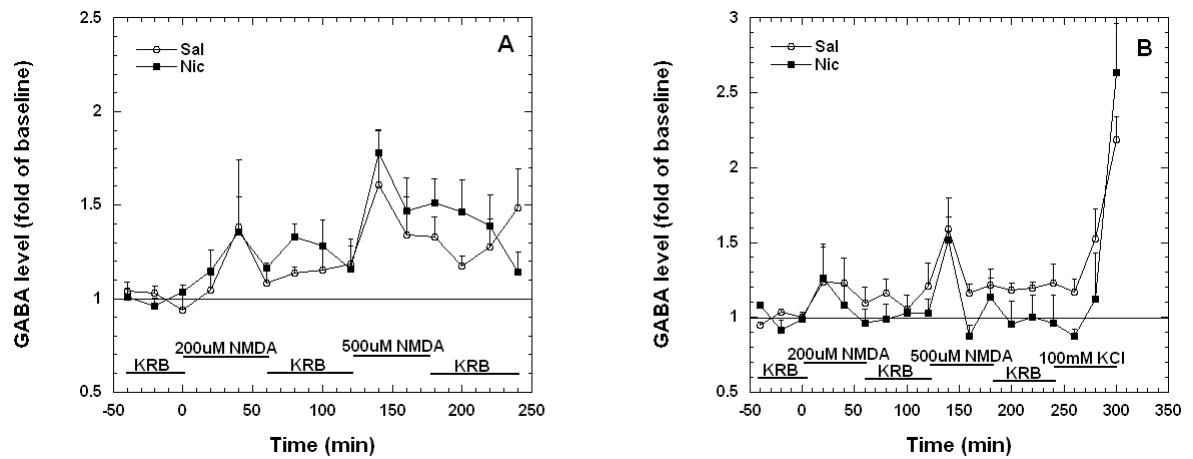 A
Sal
Nic
GABA level (fold of baseline)
2.5
2
1.5
1
0.5
200uM NMDA
500uM NMDA
KRB
KRB
KRB
-50
0
50
100
150
200
250
Time (min)
B
Sal
Nic
GABA level (fold of baseline)
3
2.5
2
1.5
1
0.5
200uM NMDA
500uM NMDA
100mM KCl
KRB
KRB
KRB
-50
0
50
100
150
200
250
300
350
Time (min)